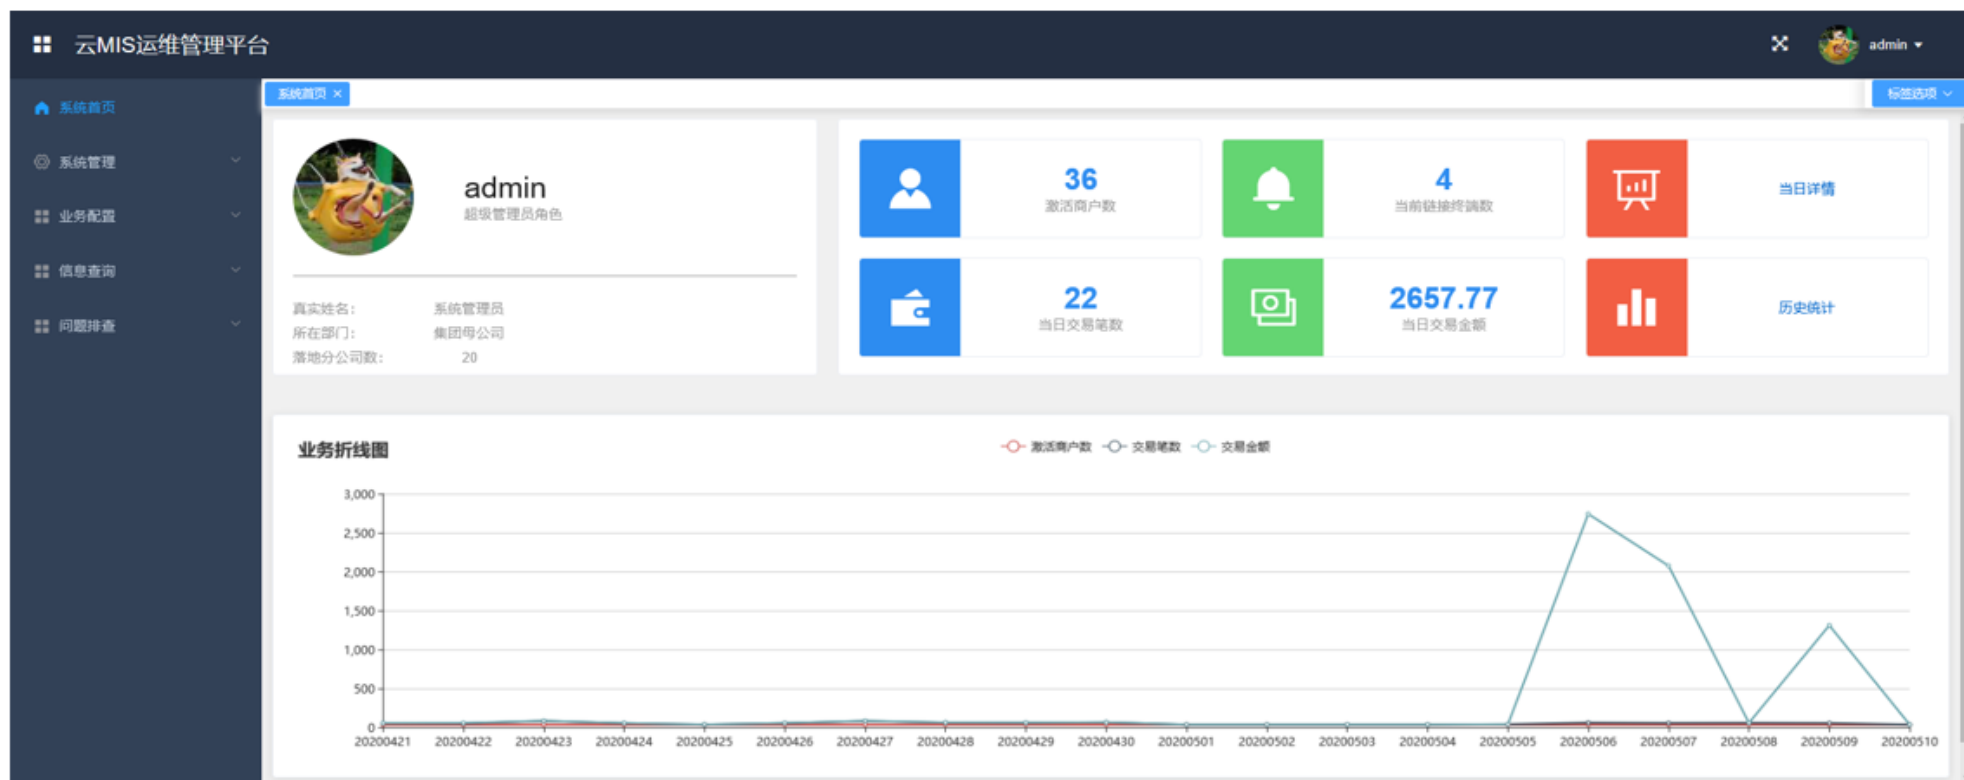 云MIS运维管理平台
admin
系统首页
系统管理
业务配置
信息查询
问题排查
系统首页 ×
标签选项
admin
超级管理员角色
真实姓名: 系统管理员
所在部门: 集团母公司
落地分公司数: 20
36
激活商户数
4
当前链接终端数
当日详情
22
当日交易笔数
2657.77
当日交易金额
历史统计
业务折线图
激活商户数 交易笔数 交易金额
3,000
2,500
2,000
1,500
1,000
500
0
20200421 20200422 20200423 20200424 20200425 20200426 20200427 20200428 20200429 20200430 20200501 20200502 20200503 20200504 20200505 20200506 20200507 20200508 20200509 20200510